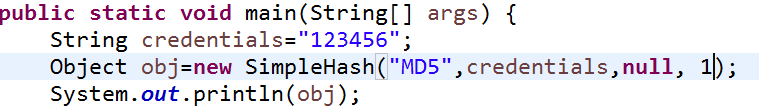 public static void main(String[] args) {
    String credentials="123456";
    Object obj=new SimpleHash("MD5",credentials,null, 1);
    System.out.println(obj);